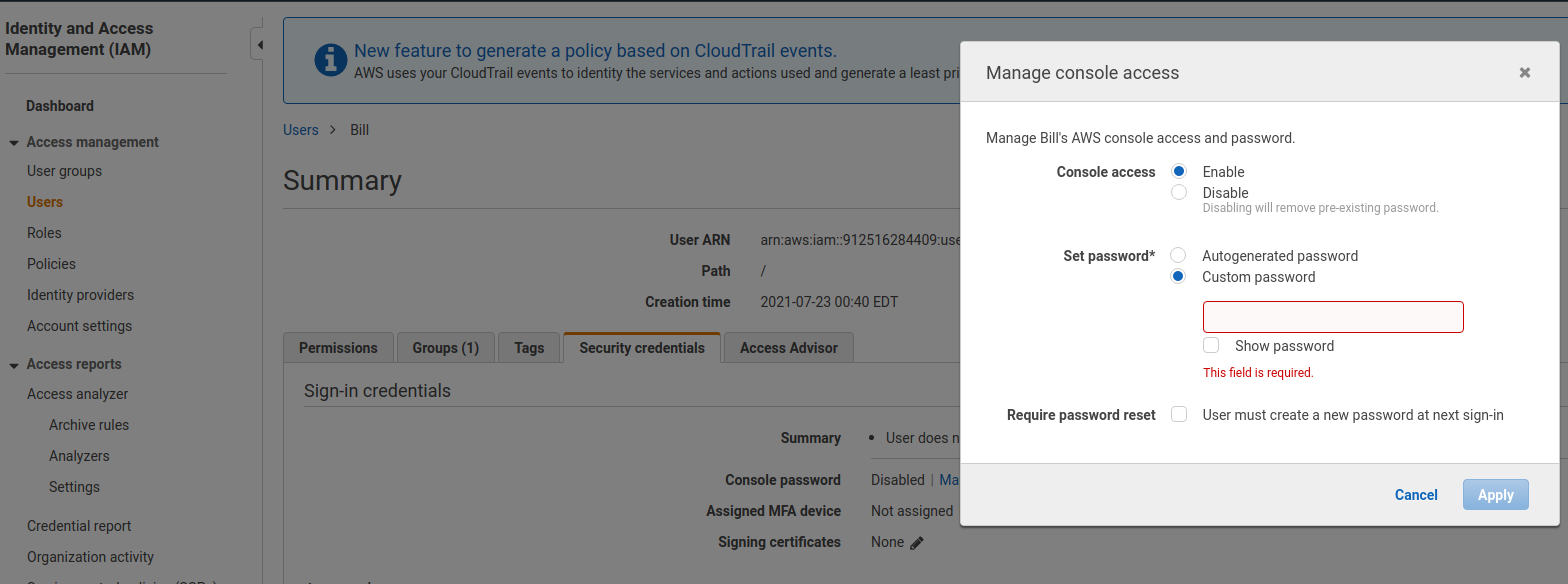 Identity and Access
Management (IAM)
Dashboard
Access management
User groups
Users
Roles
Policies
Identity providers
Account settings
Access reports
Access analyzer
Archive rules
Analyzers
Settings
Credential report
Organization activity
New feature to generate a policy based on CloudTrail events.
AWS uses your CloudTrail events to identity the services and actions used and generate a least pri
Users > Bill
Summary
User ARN arn:aws:iam::912516284409:use
Path /
Creation time 2021-07-23 00:40 EDT
Permissions Groups (1) Tags Security credentials Access Advisor
Sign-in credentials
Summary • User does n
Console password Disabled | Ma
Assigned MFA device Not assigned
Signing certificates None
Manage console access ×
Manage Bill's AWS console access and password.
Console access Enable
Disable
Disabling will remove pre-existing password.
Set password* Autogenerated password
Custom password
Show password
This field is required.
Require password reset User must create a new password at next sign-in
Cancel Apply